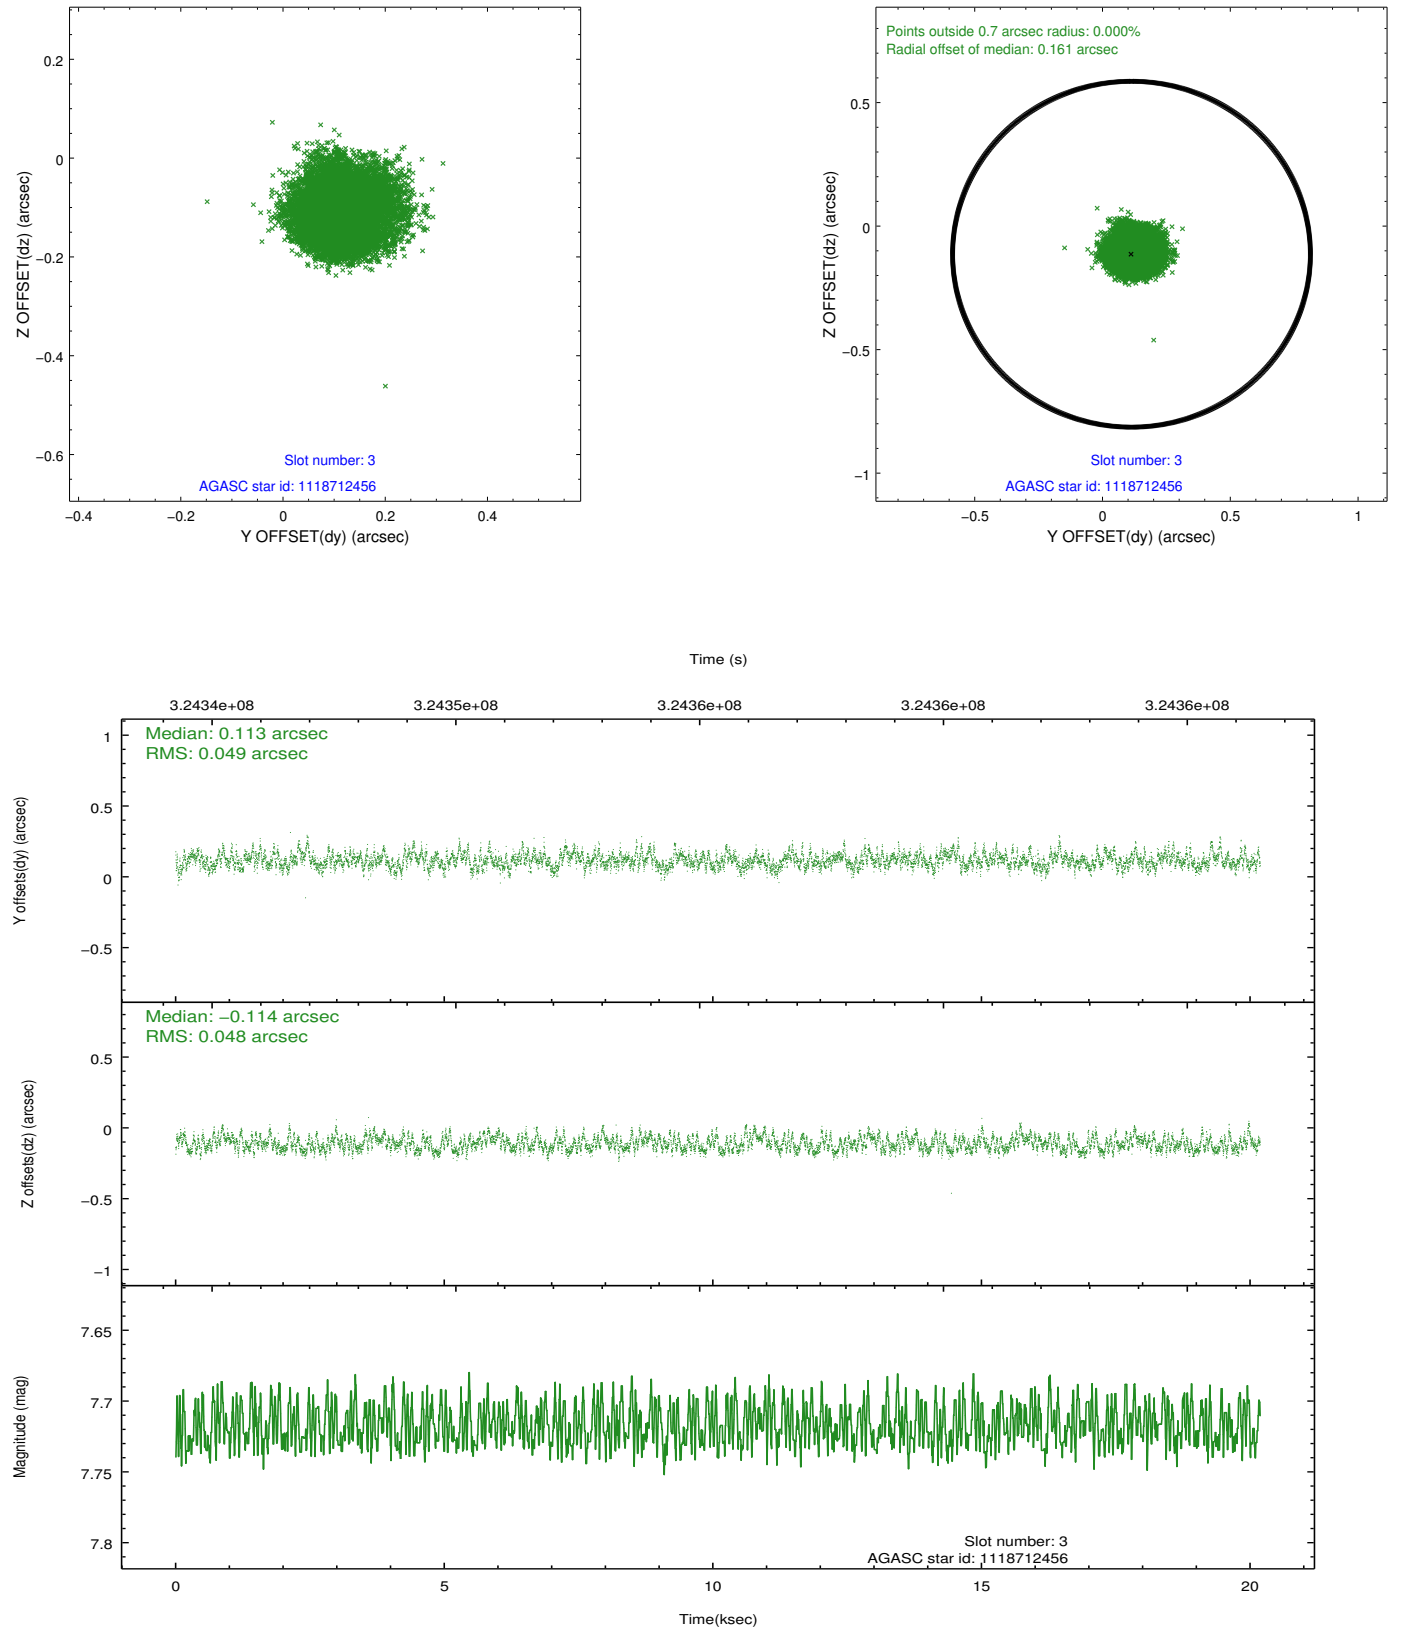 0.2
0
−0.2
−0.4
−0.6
Z OFFSET(dz) (arcsec)
Slot number: 3
AGASC star id: 1118712456
−0.4 −0.2 0 0.2 0.4
Y OFFSET(dy) (arcsec)
Points outside 0.7 arcsec radius: 0.000%
Radial offset of median: 0.161 arcsec
0.5
0
−0.5
−1
Z OFFSET(dz) (arcsec)
Slot number: 3
AGASC star id: 1118712456
−0.5 0 0.5 1
Y OFFSET(dy) (arcsec)
Time (s)
3.2434e+08 3.2435e+08 3.2436e+08 3.2436e+08 3.2436e+08
Median: 0.113 arcsec
RMS: 0.049 arcsec
1
0.5
0
−0.5
Y offsets(dy) (arcsec)
Median: −0.114 arcsec
RMS: 0.048 arcsec
0.5
0
−0.5
−1
Z offsets(dz) (arcsec)
7.65
7.7
7.75
7.8
Magnitude (mag)
Slot number: 3
AGASC star id: 1118712456
0 5 10 15 20
Time(ksec)